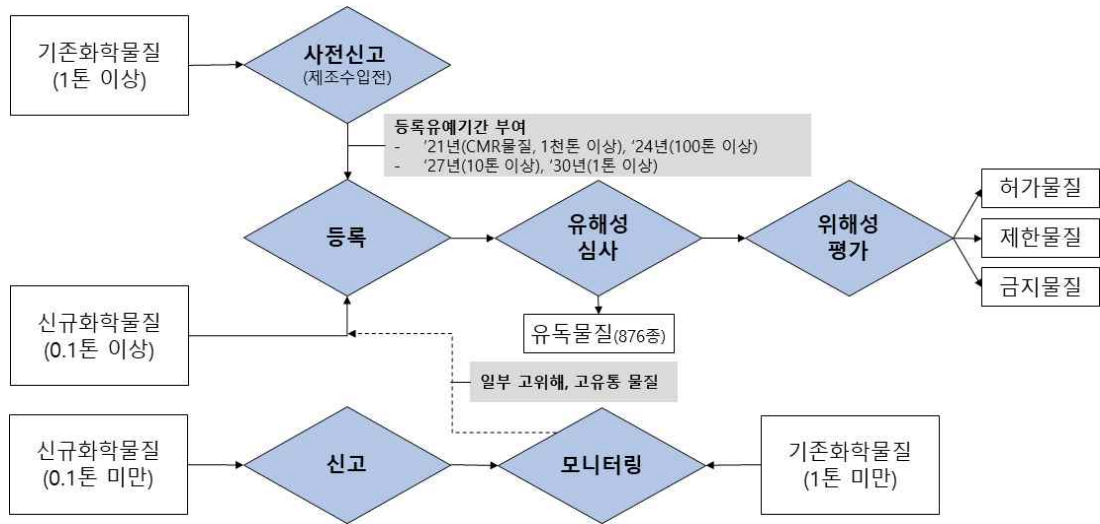 기존화학물질
(1톤 이상)
사전신고
(제조수입전)
등록유예기간 부여
- '21년(CMR물질, 1천톤 이상), '24년(100톤 이상)
- '27년(10톤 이상), '30년(1톤 이상)
등록
유해성
심사
위해성
평가
허가물질
제한물질
금지물질
신규화학물질
(0.1톤 이상)
유독물질(876종)
일부 고위해, 고유통 물질
신규화학물질
(0.1톤 미만)
신고
모니터링
기존화학물질
(1톤 미만)